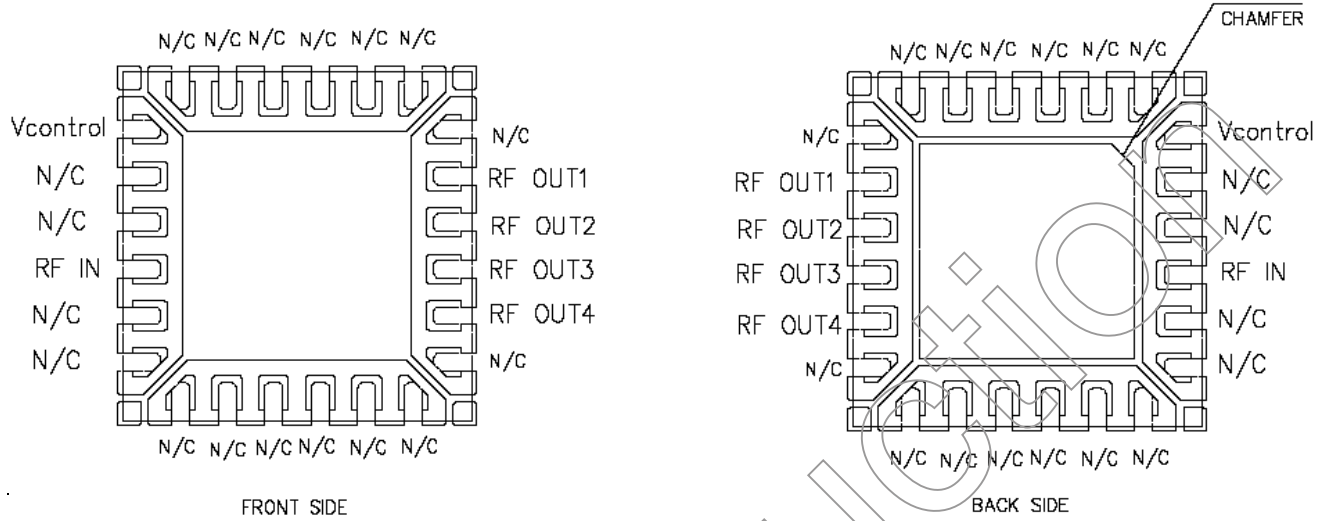 CHAMFER
N/C N/C N/C N/C N/C N/C
Vcontrol
N/C
N/C
RF IN
N/C
N/C
N/C
RF OUT1
RF OUT2
RF OUT3
RF OUT4
N/C
N/C N/C N/C N/C N/C N/C
FRONT SIDE
N/C N/C N/C N/C N/C N/C
N/C
RF OUT1
RF OUT2
RF OUT3
RF OUT4
N/C
Vcontrol
N/C
N/C
RF IN
N/C
N/C
N/C N/C N/C N/C N/C N/C
BACK SIDE